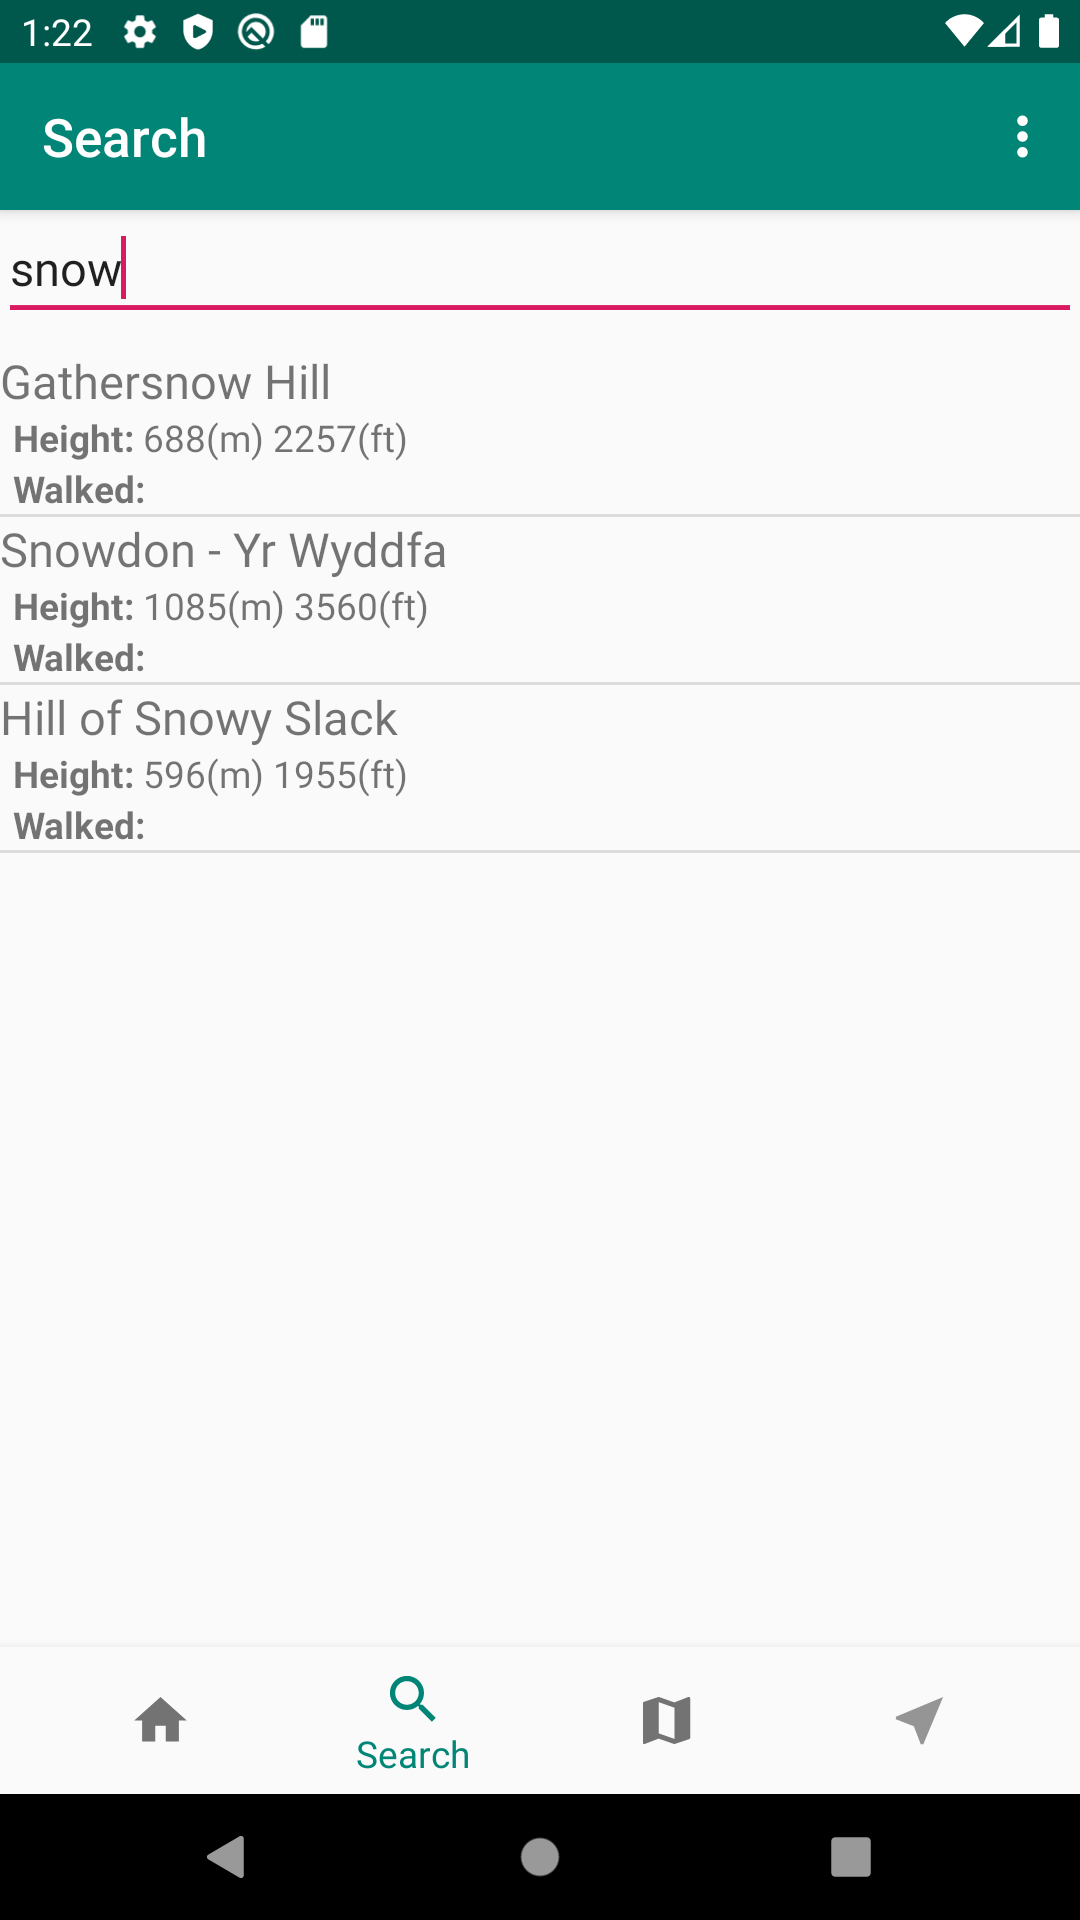 1:22
Search
snow
Gathersnow Hill
Height: 688(m) 2257(ft)
Walked:
Snowdon - Yr Wyddfa
Height: 1085(m) 3560(ft)
Walked:
Hill of Snowy Slack
Height: 596(m) 1955(ft)
Walked:
Search